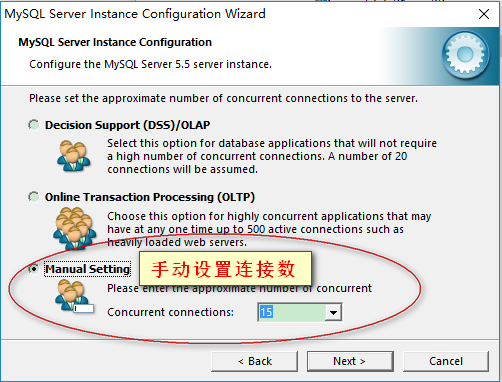 MySQL Server Instance Configuration Wizard
MySQL Server Instance Configuration
Configure the MySQL Server 5.5 server instance.
Please set the approximate number of concurrent connections to the server.
Decision Support (DSS)/OLAP
Select this option for database applications that will not require
a high number of concurrent connections. A number of 20
connections will be assumed.
Online Transaction Processing (OLTP)
Choose this option for highly concurrent applications that may
have at any one time up to 500 active connections such as
heavily loaded web servers.
Manual Setting
手动设置连接数
Please enter the approximate number of concurrent
Concurrent connections: 15
< Back Next > Cancel